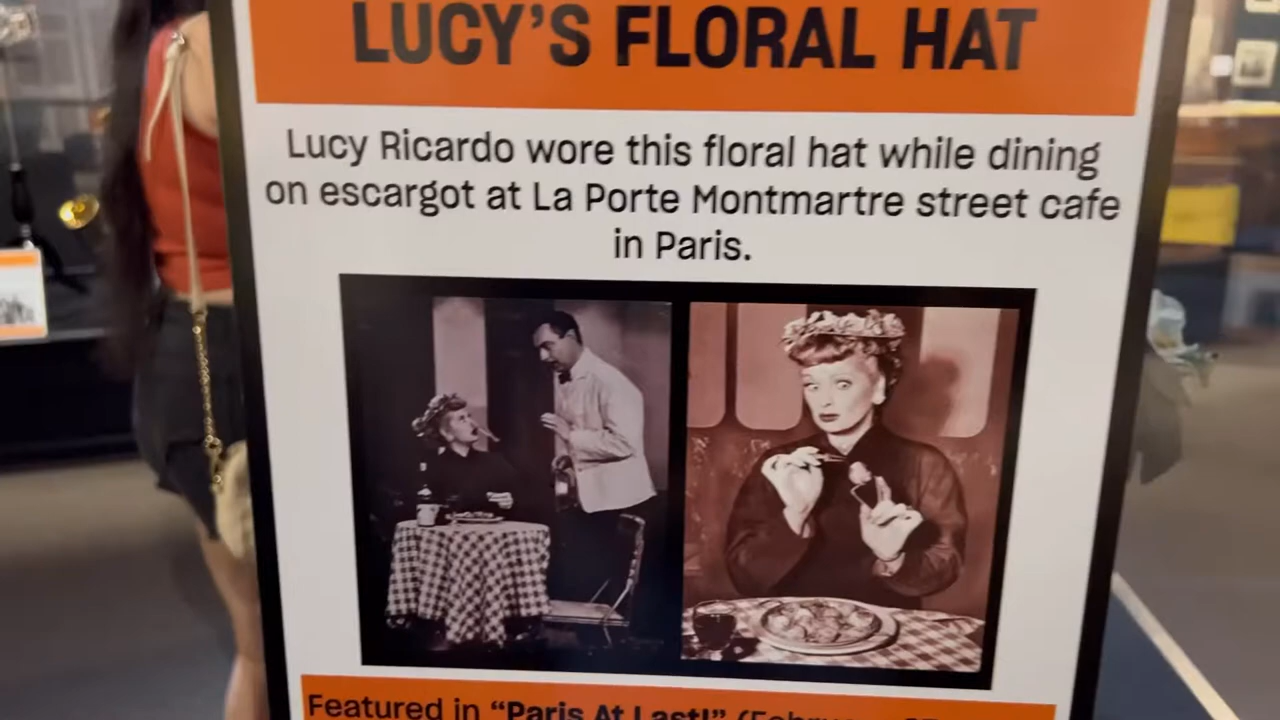 LUCY'S FLORAL HAT
Lucy Ricardo wore this floral hat while dining
on escargot at La Porte Montmartre street cafe
in Paris.
Featured in “Paris At Last!”